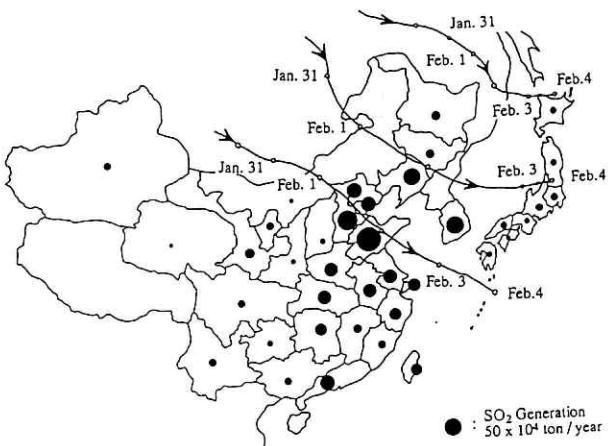 Jan. 31
Feb. 1
Feb.4
Feb. 3
Jan. 31
Feb. 1
Feb. 3
Feb. 4
Jan. 31
Feb. 1
Feb. 3
Feb.4
: SO₂ Generation
50 x 10⁴ ton / year